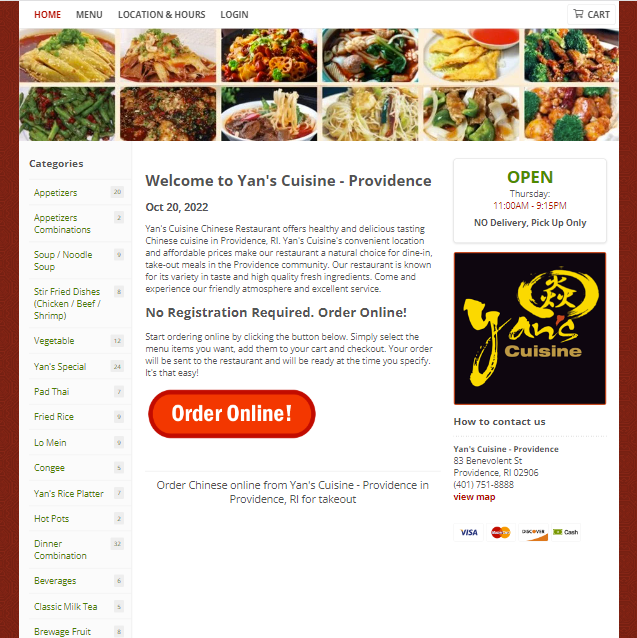 HOME MENU LOCATION & HOURS LOGIN CART
Categories
Appetizers 20
Appetizers 2
Combinations
Soup / Noodle 9
Soup
Stir Fried Dishes 6
(Chicken / Beef /
Shrimp)
Vegetable 12
Yan's Special 24
Pad Thai 7
Fried Rice 9
Lo Mein 9
Congee 5
Yan's Rice Platter 7
Hot Pots 2
Dinner 32
Combination
Beverages 6
Classic Milk Tea 5
Brewage Fruit 8
Welcome to Yan's Cuisine - Providence
Oct 20, 2022
Yan's Cuisine Chinese Restaurant offers healthy and delicious tasting
Chinese cuisine in Providence, RI. Yan's Cuisine's convenient location
and affordable prices make our restaurant a natural choice for dine-in,
take-out meals in the Providence community. Our restaurant is known
for its variety in taste and high quality fresh ingredients. Come and
experience our friendly atmosphere and excellent service.
No Registration Required. Order Online!
Start ordering online by clicking the button below. Simply select the
menu items you want, add them to your cart and checkout. Your order
will be sent to the restaurant and will be ready at the time you specify.
It's that easy!
Order Online!
Order Chinese online from Yan's Cuisine - Providence in
Providence, RI for takeout
OPEN
Thursday:
11:00AM - 9:15PM
NO Delivery, Pick Up Only
Yan's
Cuisine
How to contact us
Yan's Cuisine - Providence
83 Benevolent St
Providence, RI 02906
(401) 751-8888
view map
VISA MasterCard DISCOVER Cash